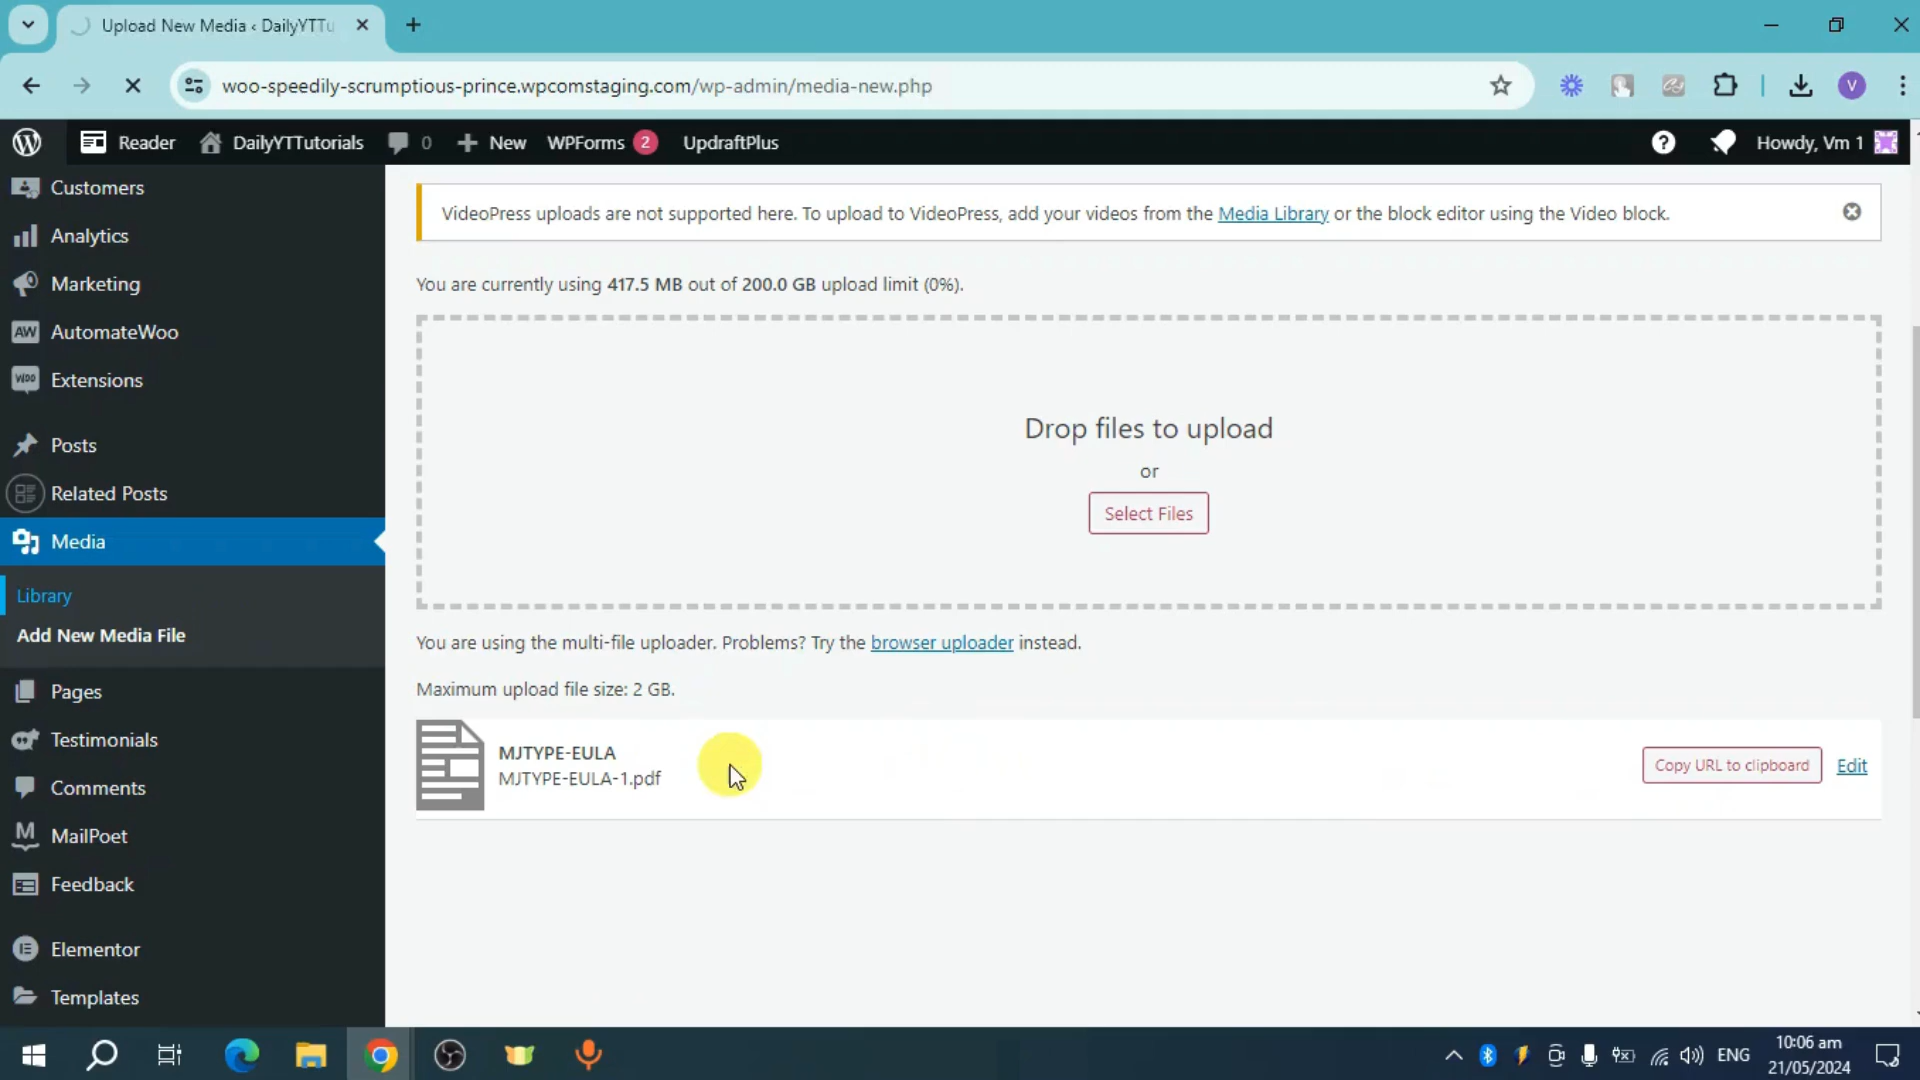 Upload New Media ‹ DailyYTTu
woo-speedily-scrumptious-prince.wpcomstaging.com/wp-admin/media-new.php
V
Reader
DailyYTTutorials
0
New
WPForms 2
UpdraftPlus
Howdy, Vm 1
Customers
Analytics
Marketing
AW AutomateWoo
Woo Extensions
Posts
Related Posts
Media
Library
Add New Media File
Pages
Testimonials
Comments
MailPoet
Feedback
Elementor
Templates
VideoPress uploads are not supported here. To upload to VideoPress, add your videos from the Media Library or the block editor using the Video block.
You are currently using 417.5 MB out of 200.0 GB upload limit (0%).
Drop files to upload
or
Select Files
You are using the multi-file uploader. Problems? Try the browser uploader instead.
Maximum upload file size: 2 GB.
MJTYPE-EULA
MJTYPE-EULA-1.pdf
Copy URL to clipboard
Edit
ENG
10:06 am
21/05/2024